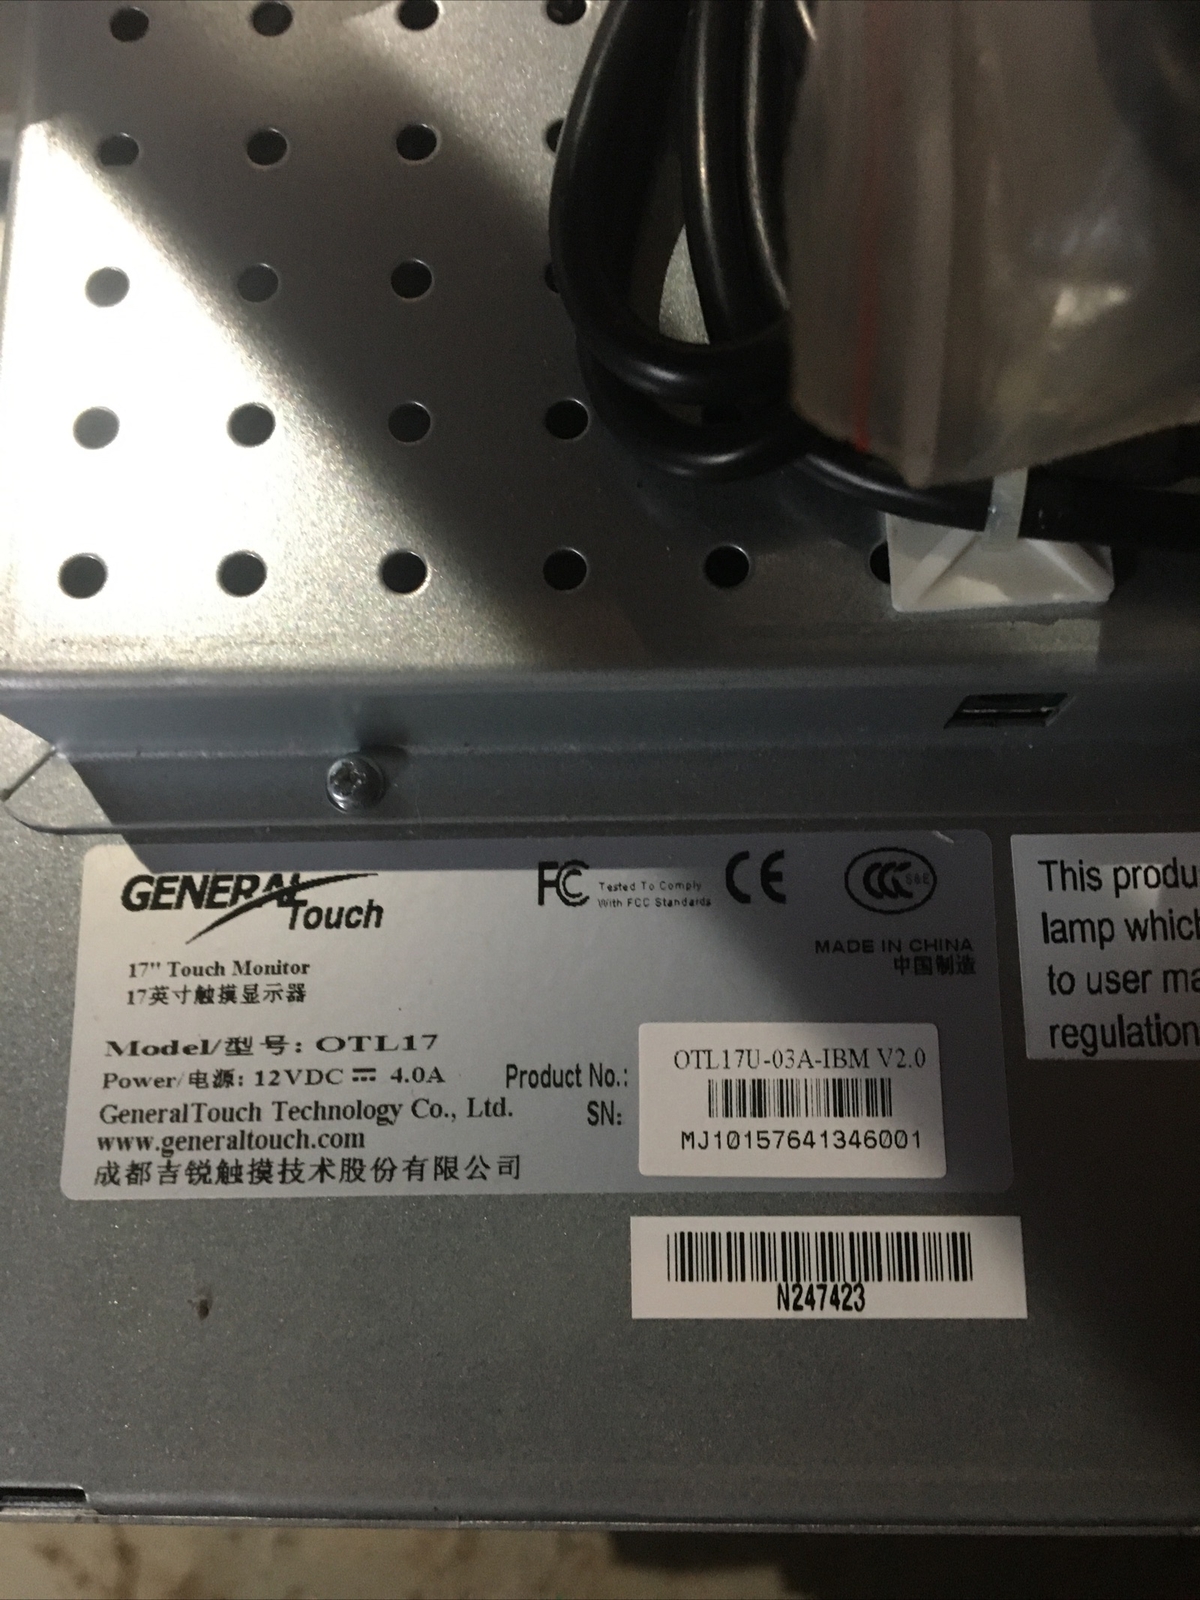 GENERAL
Touch
FC Tested To Comply
With FCC Standards
CE
CCC S&E
MADE IN CHINA
中国制造
17" Touch Monitor
17英寸触摸显示器
Model/型号: OTL17
Power/电源: 12VDC ⎓ 4.0A
GeneralTouch Technology Co., Ltd.
www.generaltouch.com
成都吉锐触摸技术股份有限公司
Product No.:
SN:
OTL17U-03A-IBM V2.0
MJ10157641346001
N247423
This produ
lamp which
to user ma
regulation